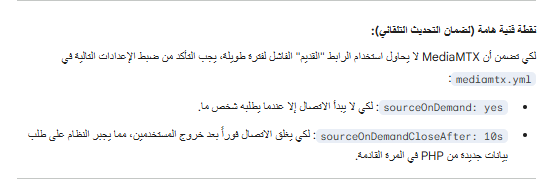 نقطة فنية هامة (لضمان التحديث التلقائي):
لكي تضمن أن MediaMTX لا يحاول استخدام الرابط "القديم" الفاشل لفترة طويلة، يجب التأكد من ضبط الإعدادات التالية في
mediamtx.yml :
• sourceOnDemand: yes : لكي لا يبدأ الاتصال إلا عندما يطلبه شخص ما.
• sourceOnDemandCloseAfter: 10s : لكي يغلق الاتصال فوراً بعد خروج المستخدمين، مما يجبر النظام على طلب
بيانات جديدة من PHP في المرة القادمة.